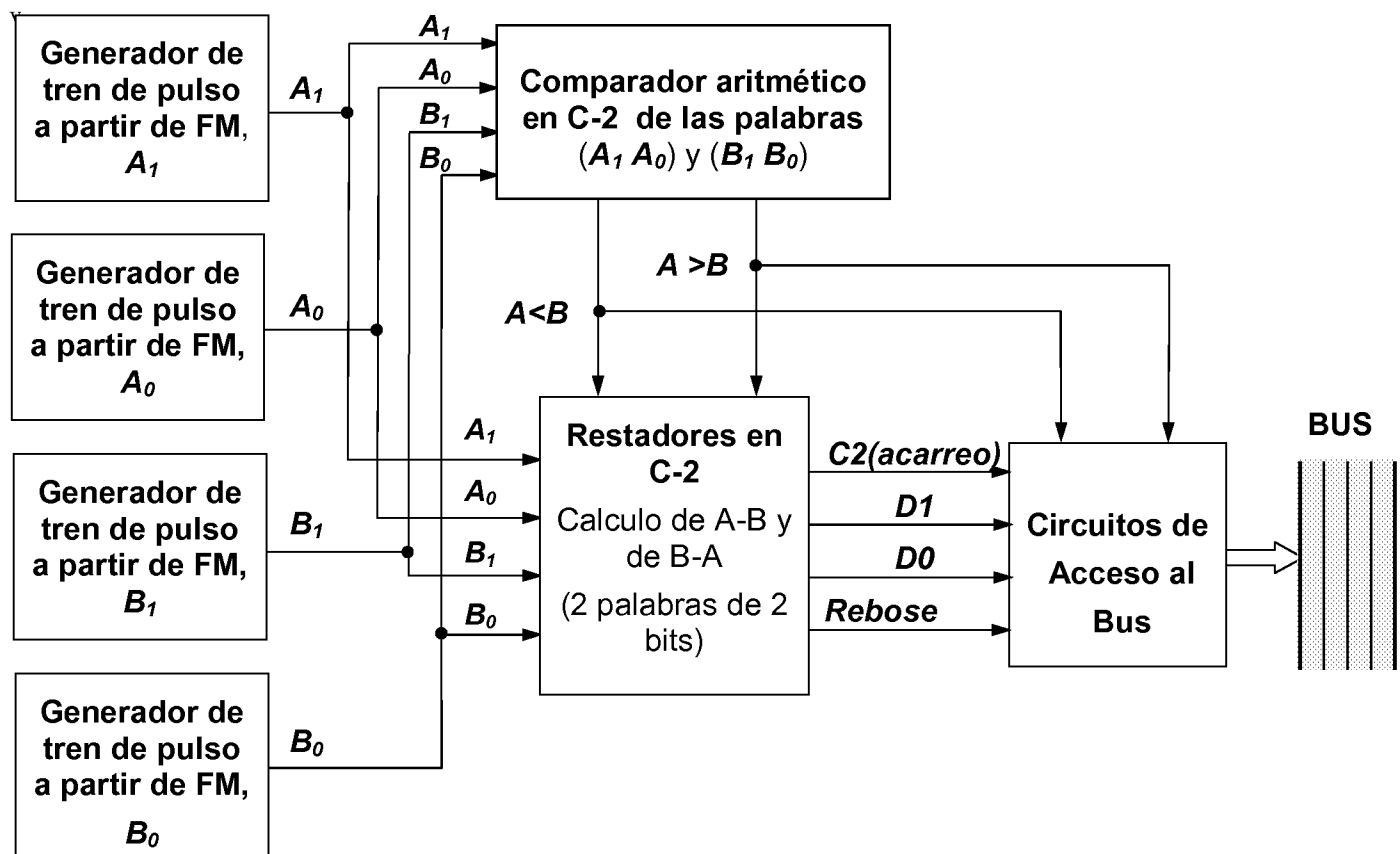 v
Generador de
tren de pulso
a partir de FM,
A1
A1
Generador de
tren de pulso
a partir de FM,
A0
A0
Generador de
tren de pulso
a partir de FM,
B1
B1
Generador de
tren de pulso
a partir de FM,
B0
B0
A1
A0
B1
B0
Comparador aritmético
en C-2 de las palabras
(A1 A0) y (B1 B0)
A<B
A >B
A1
A0
B1
B0
Restadores en
C-2
Calculo de A-B y
de B-A
(2 palabras de 2
bits)
C2(acarreo)
D1
D0
Rebose
Circuitos de
Acceso al
Bus
BUS